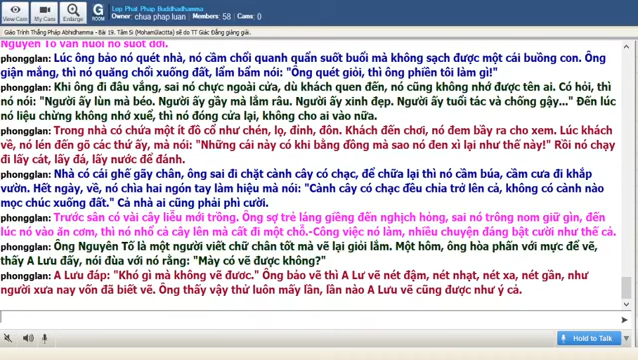 View Cam
My Cam
Enlarge
G
ROOM
Lop Phat Phap Buddhadhamma
Owner: chua phap luan - Members: 58 - Cams: 0
Giáo Trình Thắng Pháp Abhidhamma - Bài 19. Tâm Si (MohamGlacitta) sẽ do TT Giác Đẳng giảng giải.
Nguyên Tố vẫn nuôi nó suốt đời.
phongglan: Lúc ông bảo nó quét nhà, nó cầm chổi quanh quẩn suốt buổi mà không sạch được một cái buồng con. Ông
giận mắng, thì nó quăng chổi xuống đất, lẩm bẩm nói: "Ông quét giỏi, thì ông phiền tôi làm gì!"
phongglan: Khi ông đi đâu vắng, sai nó chực ngoài cửa, dù khách quen đến, nó cũng không nhớ được tên ai. Có hỏi, thì
nó nói: "Người ấy lùn mà béo. Người ấy gầy mà lắm râu. Người ấy xinh đẹp. Người ấy tuổi tác và chống gậy..." Đến lúc
nó liệu chừng không nhớ xuể, thì nó đóng cửa lại, không cho ai vào nữa.
phongglan: Trong nhà có chứa một ít đồ cổ như chén, lọ, đỉnh, đôn. Khách đến chơi, nó đem bầy ra cho xem. Lúc khách
về, nó lén đến gõ các thứ ấy, mà nói: "Những cái này có khi bằng đồng mà sao nó đen xì lại như thế này!" Rồi nó chạy
đi lấy cát, lấy đá, lấy nước để đánh.
phongglan: Nhà có cái ghế gãy chân, ông sai đi chặt cành cây có chạc, để chữa lại thì nó cầm búa, cầm cưa đi khắp
vườn. Hết ngày, về, nó chìa hai ngón tay làm hiệu mà nói: "Cành cây có chạc đều chĩa trở lên cả, không có cành nào
mọc chúc xuống đất." Cả nhà ai cũng phải phì cười.
phongglan: Trước sân có vài cây liễu mới trồng. Ông sợ trẻ láng giềng đến nghịch hỏng, sai nó trông nom giữ gìn, đến
lúc nó vào ăn cơm, thì nó nhổ cả cây lên mà cất đi một chỗ.-Công việc nó làm, nhiều chuyện đáng bật cười như thế cả.
phongglan: Ông Nguyên Tố là một người viết chữ chân tốt mà vẽ lại giỏi lắm. Một hôm, ông hòa phấn với mực để vẽ,
thấy A Lưu đấy, nói đùa với nó rằng: "Mày có vẽ được không?"
phongglan: A Lưu đáp: "Khó gì mà không vẽ được." Ông bảo vẽ thì A Lư vẽ nét đậm, nét nhạt, nét xa, nét gần, như
người xưa nay vốn đã biết vẽ. Ông thấy vậy thử luôn mấy lần, lần nào A Lưu vẽ cũng được như ý cả.
Hold to Talk